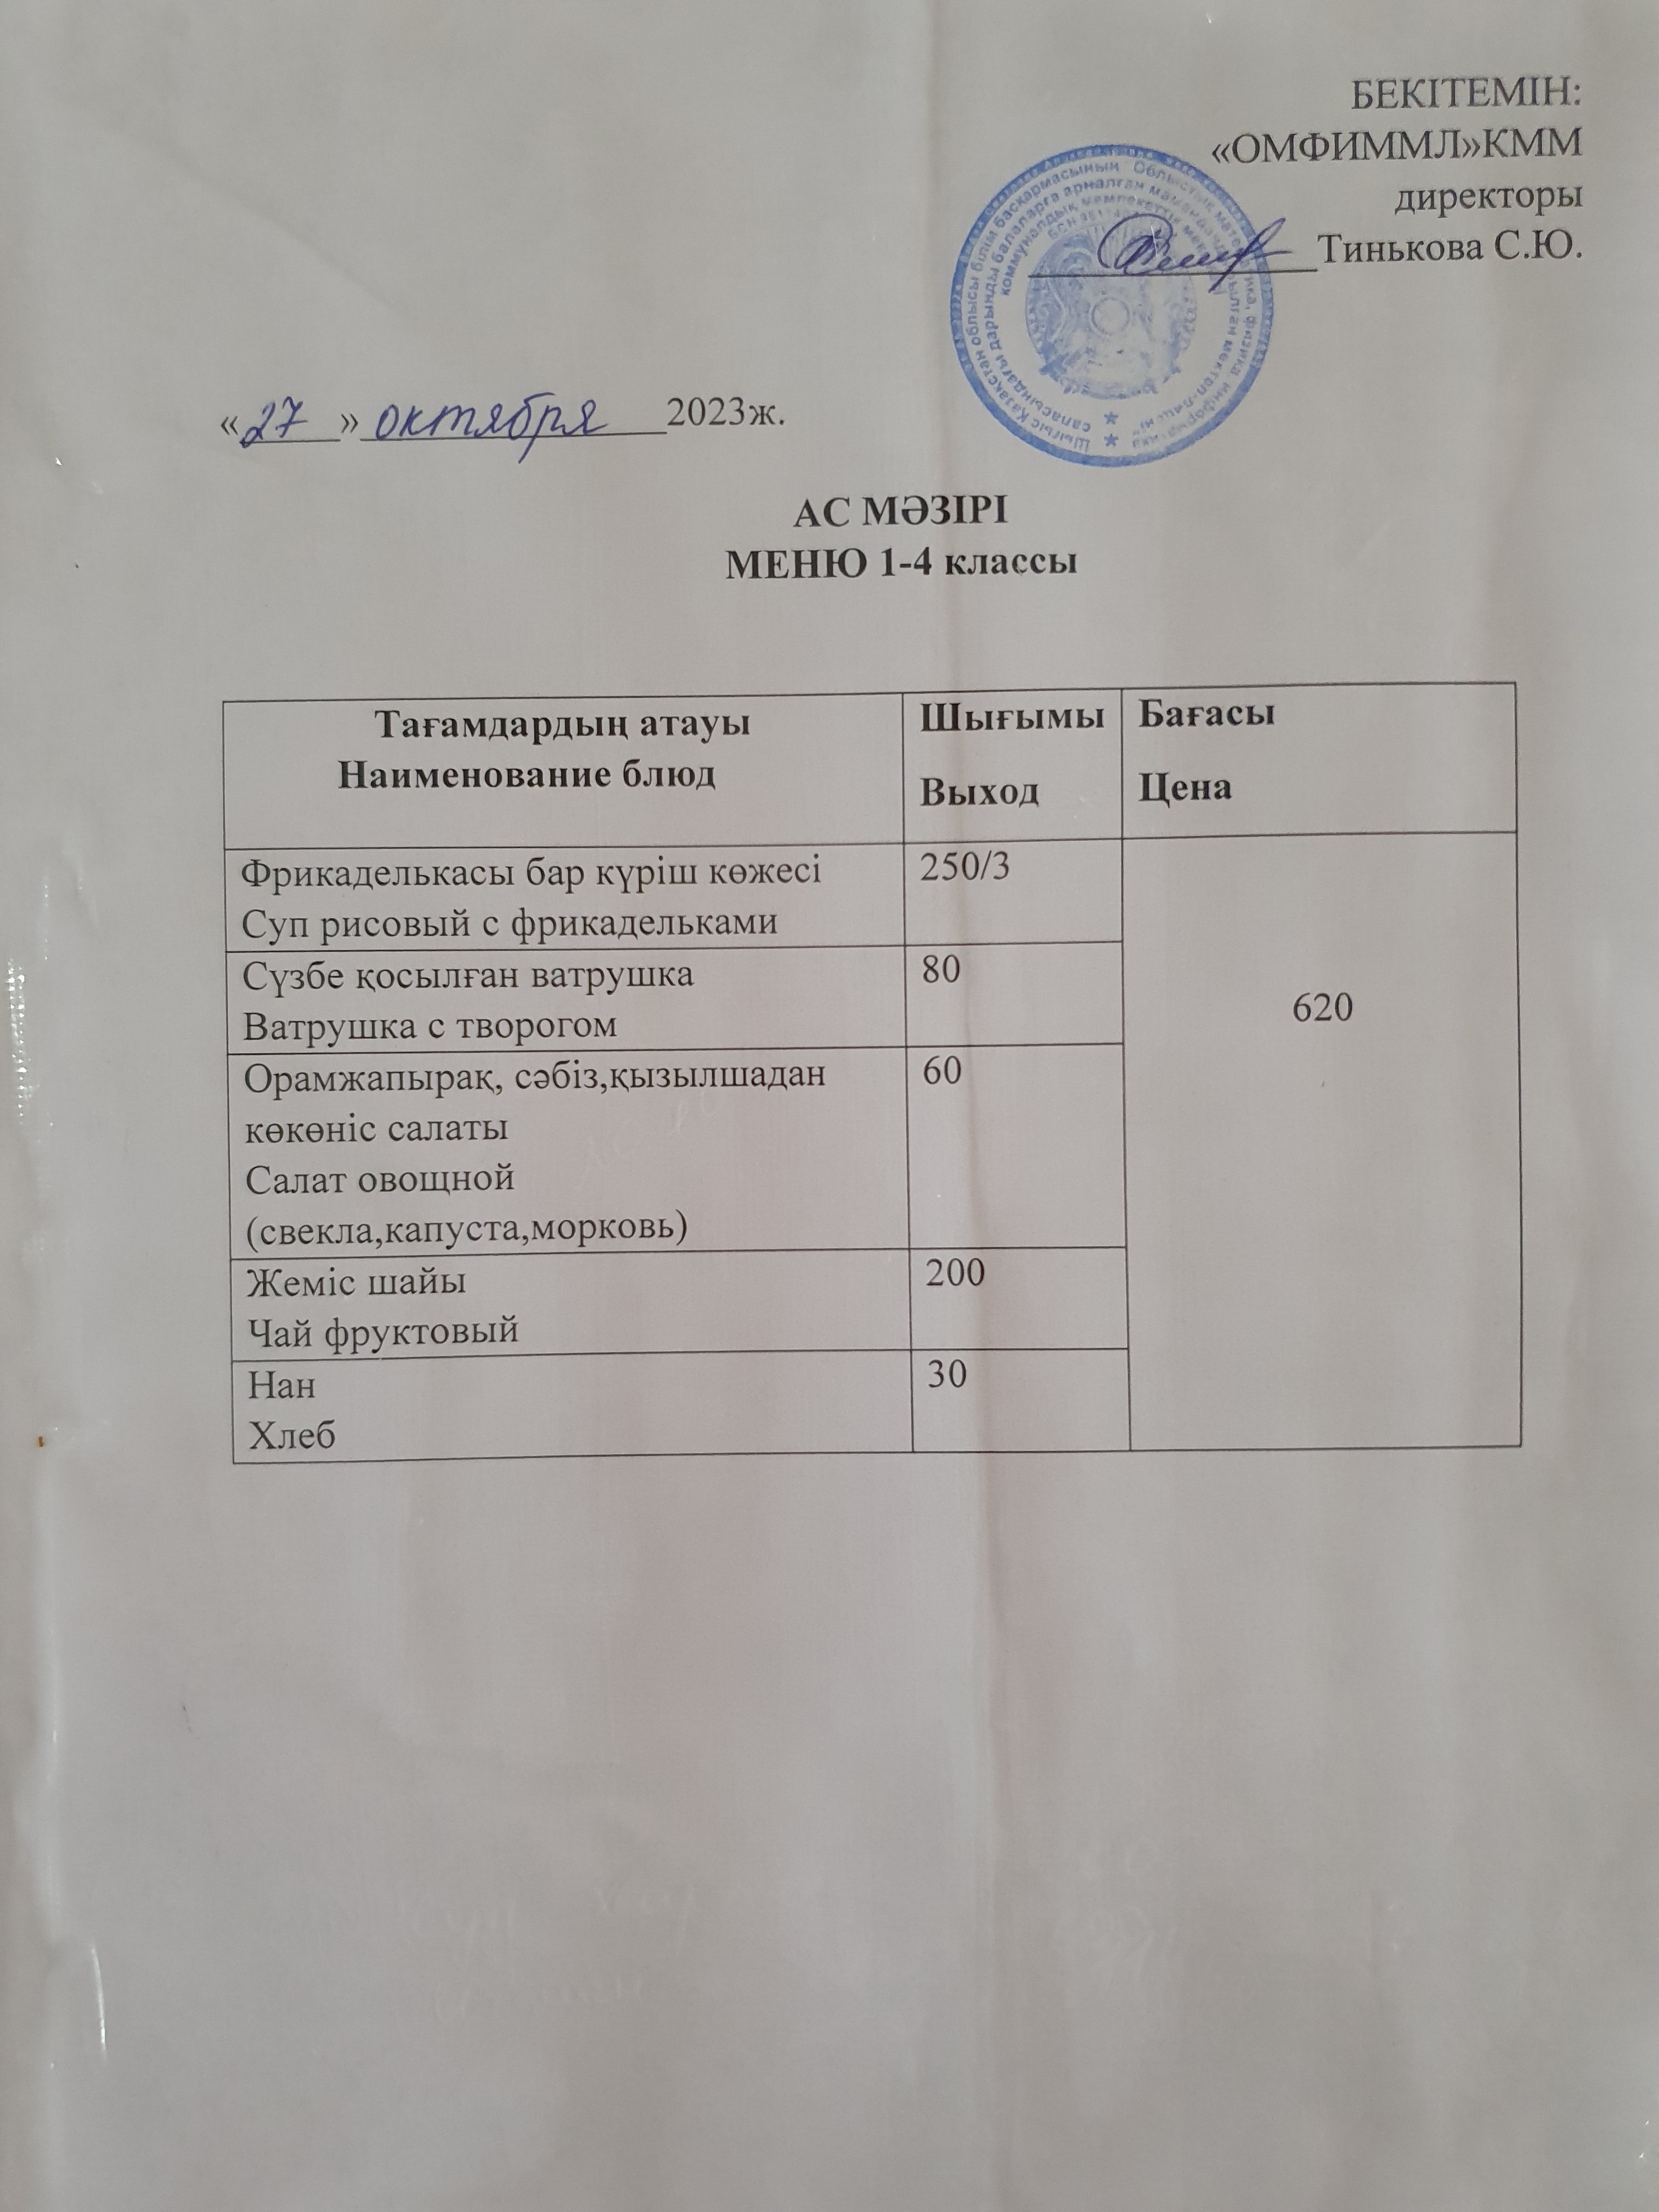 БЕКІТЕМІН:
«ОМФИММЛ»КММ
директоры
Тинькова С.Ю.
«27» октября 2023ж.
АС МӘЗІРІ
МЕНЮ 1-4 классы
Тағамдардың атауы
Наименование блюд
Шығымы
Выход
Бағасы
Цена
Фрикаделькасы бар күріш көжесі
Суп рисовый с фрикадельками
250/3
Сүзбе қосылған ватрушка
Ватрушка с творогом
80
Орамжапырақ, сәбіз,қызылшадан
көкөніс салаты
Салат овощной
(свекла,капуста,морковь)
60
Жеміс шайы
Чай фруктовый
200
Нан
Хлеб
30
620